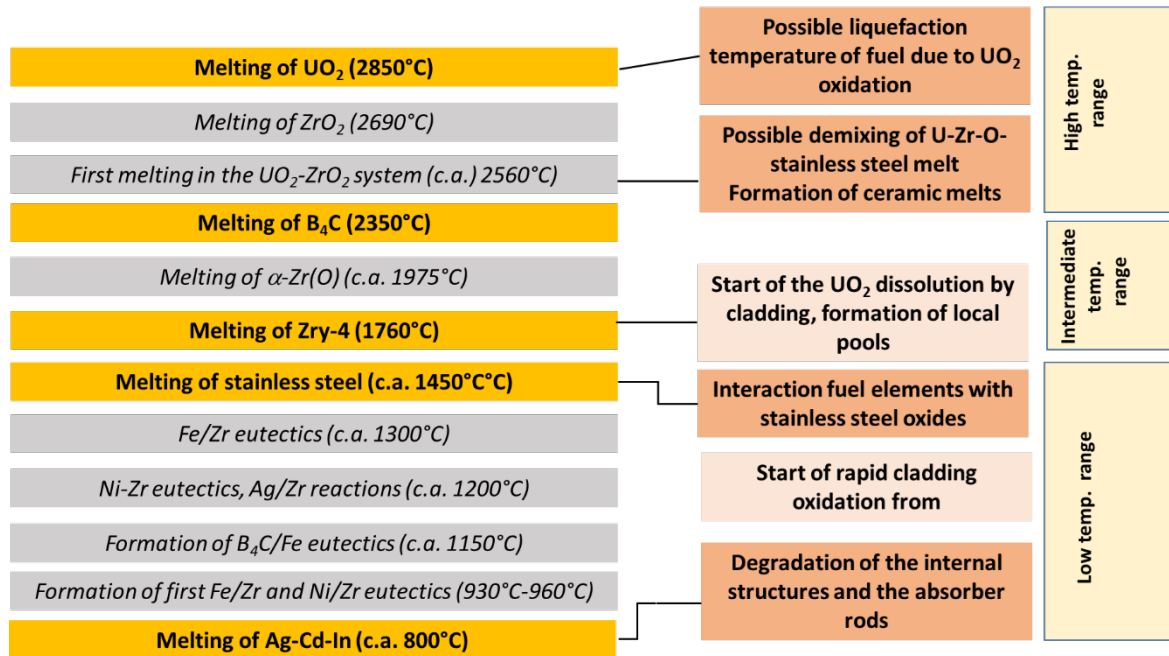 Melting of UO2 (2850°C)
Melting of ZrO2 (2690°C)
First melting in the UO2-ZrO2 system (c.a.) 2560°C)
Melting of B4C (2350°C)
Melting of α-Zr(O) (c.a. 1975°C)
Melting of Zry-4 (1760°C)
Melting of stainless steel (c.a. 1450°C°C)
Fe/Zr eutectics (c.a. 1300°C)
Ni-Zr eutectics, Ag/Zr reactions (c.a. 1200°C)
Formation of B4C/Fe eutectics (c.a. 1150°C)
Formation of first Fe/Zr and Ni/Zr eutectics (930°C-960°C)
Melting of Ag-Cd-In (c.a. 800°C)
Possible liquefaction
temperature of fuel due to UO2
oxidation
Possible demixing of U-Zr-O-
stainless steel melt
Formation of ceramic melts
Start of the UO2 dissolution by
cladding, formation of local
pools
Interaction fuel elements with
stainless steel oxides
Start of rapid cladding
oxidation from
Degradation of the internal
structures and the absorber
rods
High temp.
range
Intermediate
temp.
range
Low temp. range